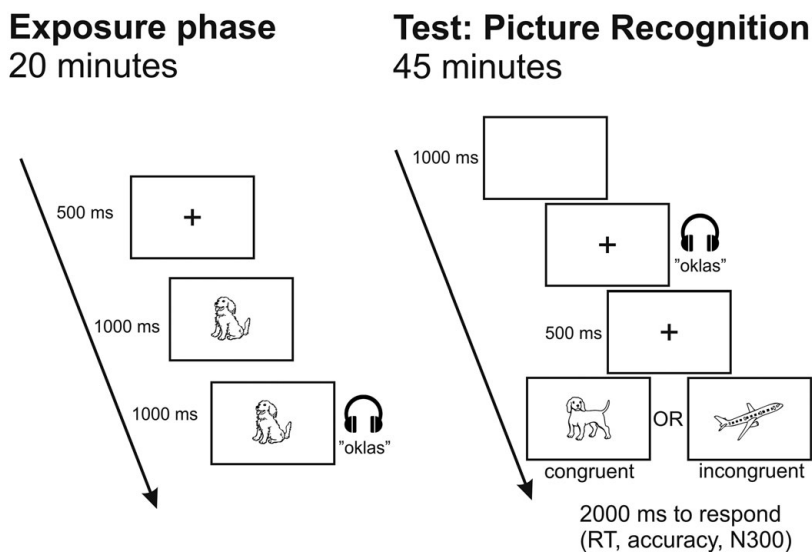 Exposure phase
20 minutes
500 ms
+
1000 ms
1000 ms
”oklas”
Test: Picture Recognition
45 minutes
1000 ms
+
”oklas”
500 ms
+
OR
congruent
incongruent
2000 ms to respond
(RT, accuracy, N300)